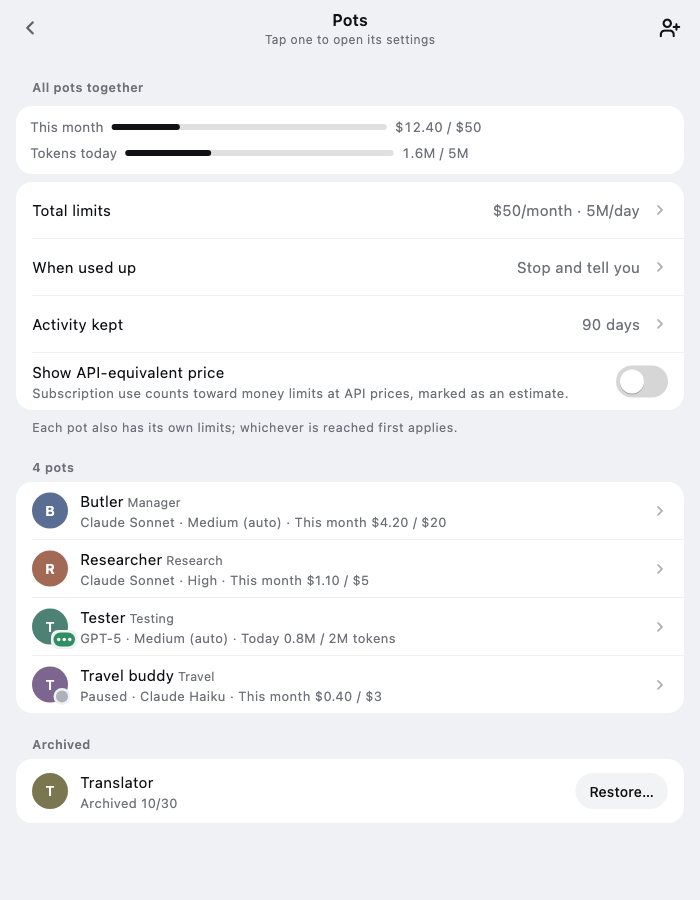 Pots
Tap one to open its settings
All pots together
This month $12.40 / $50
Tokens today 1.6M / 5M
Total limits $50/month · 5M/day
When used up Stop and tell you
Activity kept 90 days
Show API-equivalent price
Subscription use counts toward money limits at API prices, marked as an estimate.
Each pot also has its own limits; whichever is reached first applies.
4 pots
B
Butler Manager
Claude Sonnet · Medium (auto) · This month $4.20 / $20
R
Researcher Research
Claude Sonnet · High · This month $1.10 / $5
T
Tester Testing
GPT-5 · Medium (auto) · Today 0.8M / 2M tokens
T
Travel buddy Travel
Paused · Claude Haiku · This month $0.40 / $3
Archived
T
Translator
Archived 10/30
Restore...